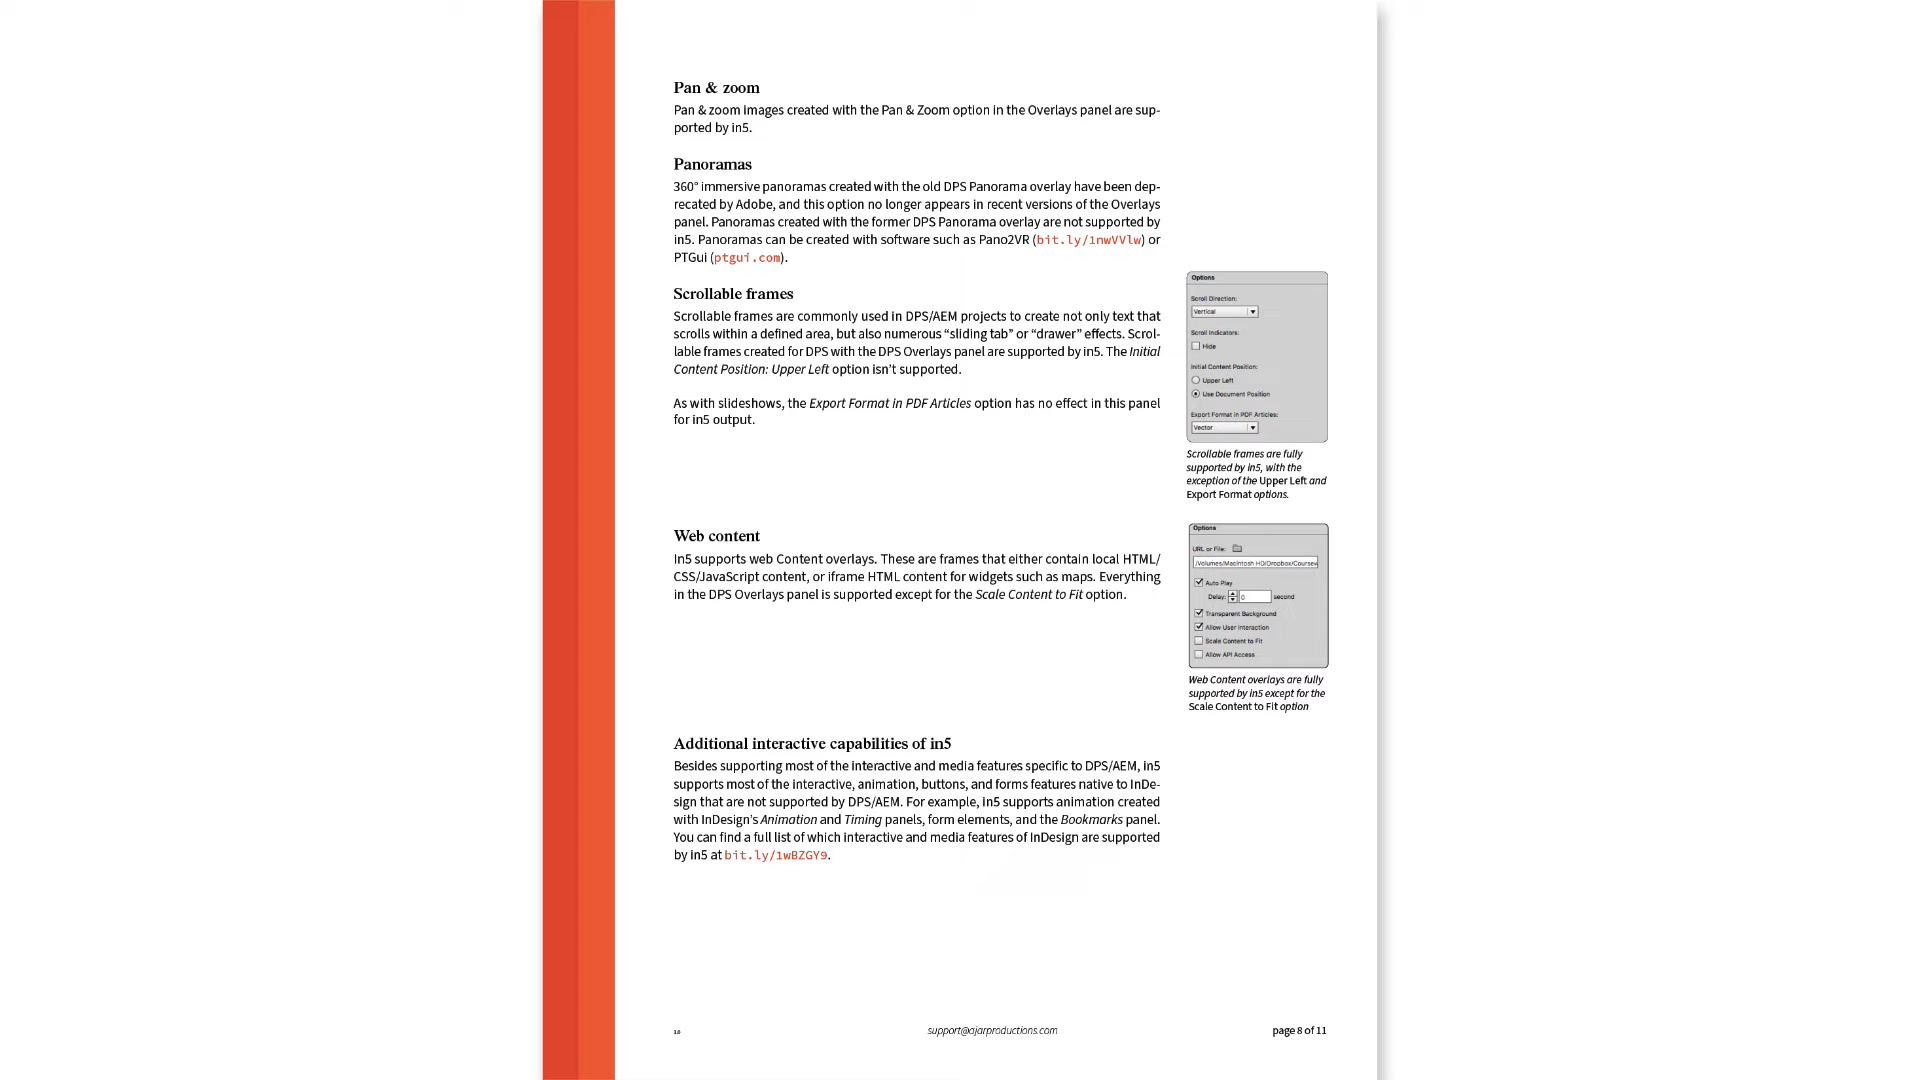 Pan & zoom
Pan & zoom images created with the Pan & Zoom option in the Overlays panel are sup-
ported by in5.
Panoramas
360° immersive panoramas created with the old DPS Panorama overlay have been dep-
recated by Adobe, and this option no longer appears in recent versions of the Overlays
panel. Panoramas created with the former DPS Panorama overlay are not supported by
in5. Panoramas can be created with software such as Pano2VR (bit.ly/1nwVVlw) or
PTGui (ptgui.com).
Scrollable frames
Scrollable frames are commonly used in DPS/AEM projects to create not only text that
scrolls within a defined area, but also numerous “sliding tab” or “drawer” effects. Scrol-
lable frames created for DPS with the DPS Overlays panel are supported by in5. The Initial
Content Position: Upper Left option isn’t supported.
As with slideshows, the Export Format in PDF Articles option has no effect in this panel
for in5 output.
Options
Scroll Direction:
Vertical
Scroll Indicators:
Hide
Initial Content Position:
Upper Left
Use Document Position
Export Format in PDF Articles:
Vector
Scrollable frames are fully
supported by in5, with the
exception of the Upper Left and
Export Format options.
Web content
In5 supports web Content overlays. These are frames that either contain local HTML/
CSS/JavaScript content, or iframe HTML content for widgets such as maps. Everything
in the DPS Overlays panel is supported except for the Scale Content to Fit option.
Options
URL or File:
/Volumes/Macintosh HD/Dropbox/Coursew
Auto Play
Delay: 0 second
Transparent Background
Allow User Interaction
Scale Content to Fit
Allow API Access
Web Content overlays are fully
supported by in5 except for the
Scale Content to Fit option
Additional interactive capabilities of in5
Besides supporting most of the interactive and media features specific to DPS/AEM, in5
supports most of the interactive, animation, buttons, and forms features native to InDe-
sign that are not supported by DPS/AEM. For example, in5 supports animation created
with InDesign’s Animation and Timing panels, form elements, and the Bookmarks panel.
You can find a full list of which interactive and media features of InDesign are supported
by in5 at bit.ly/1wBZGY9.
support@ajarproductions.com
page 8 of 11